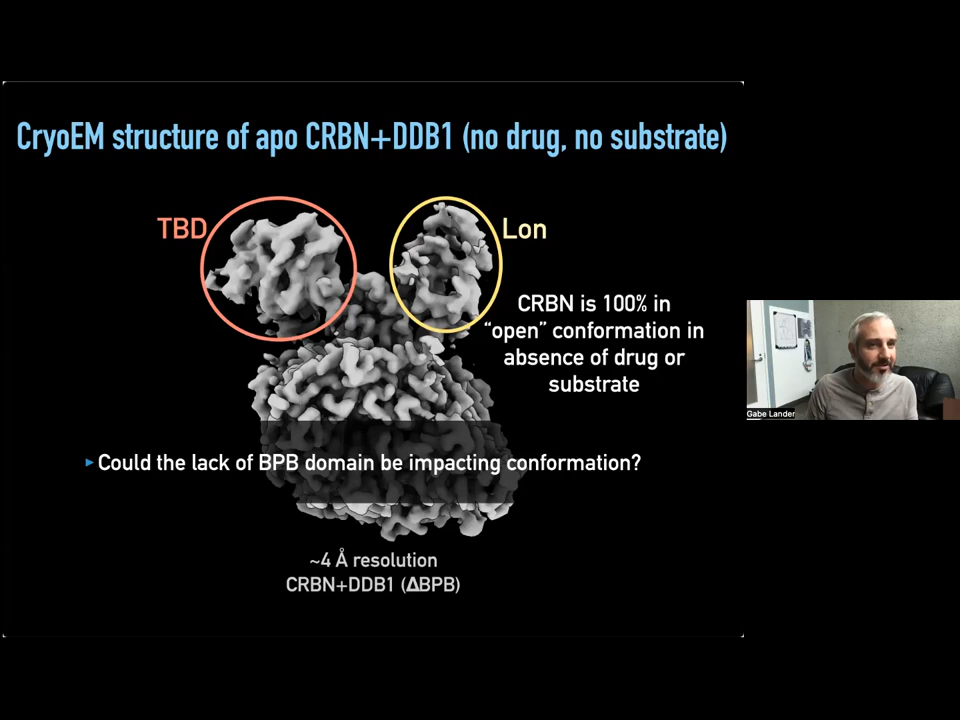 CryoEM structure of apo CRBN+DDB1 (no drug, no substrate)
TBD
Lon
CRBN is 100% in
“open” conformation in
absence of drug or
substrate
▸ Could the lack of BPB domain be impacting conformation?
~4 Å resolution
CRBN+DDB1 (ΔBPB)
Gabe Lander